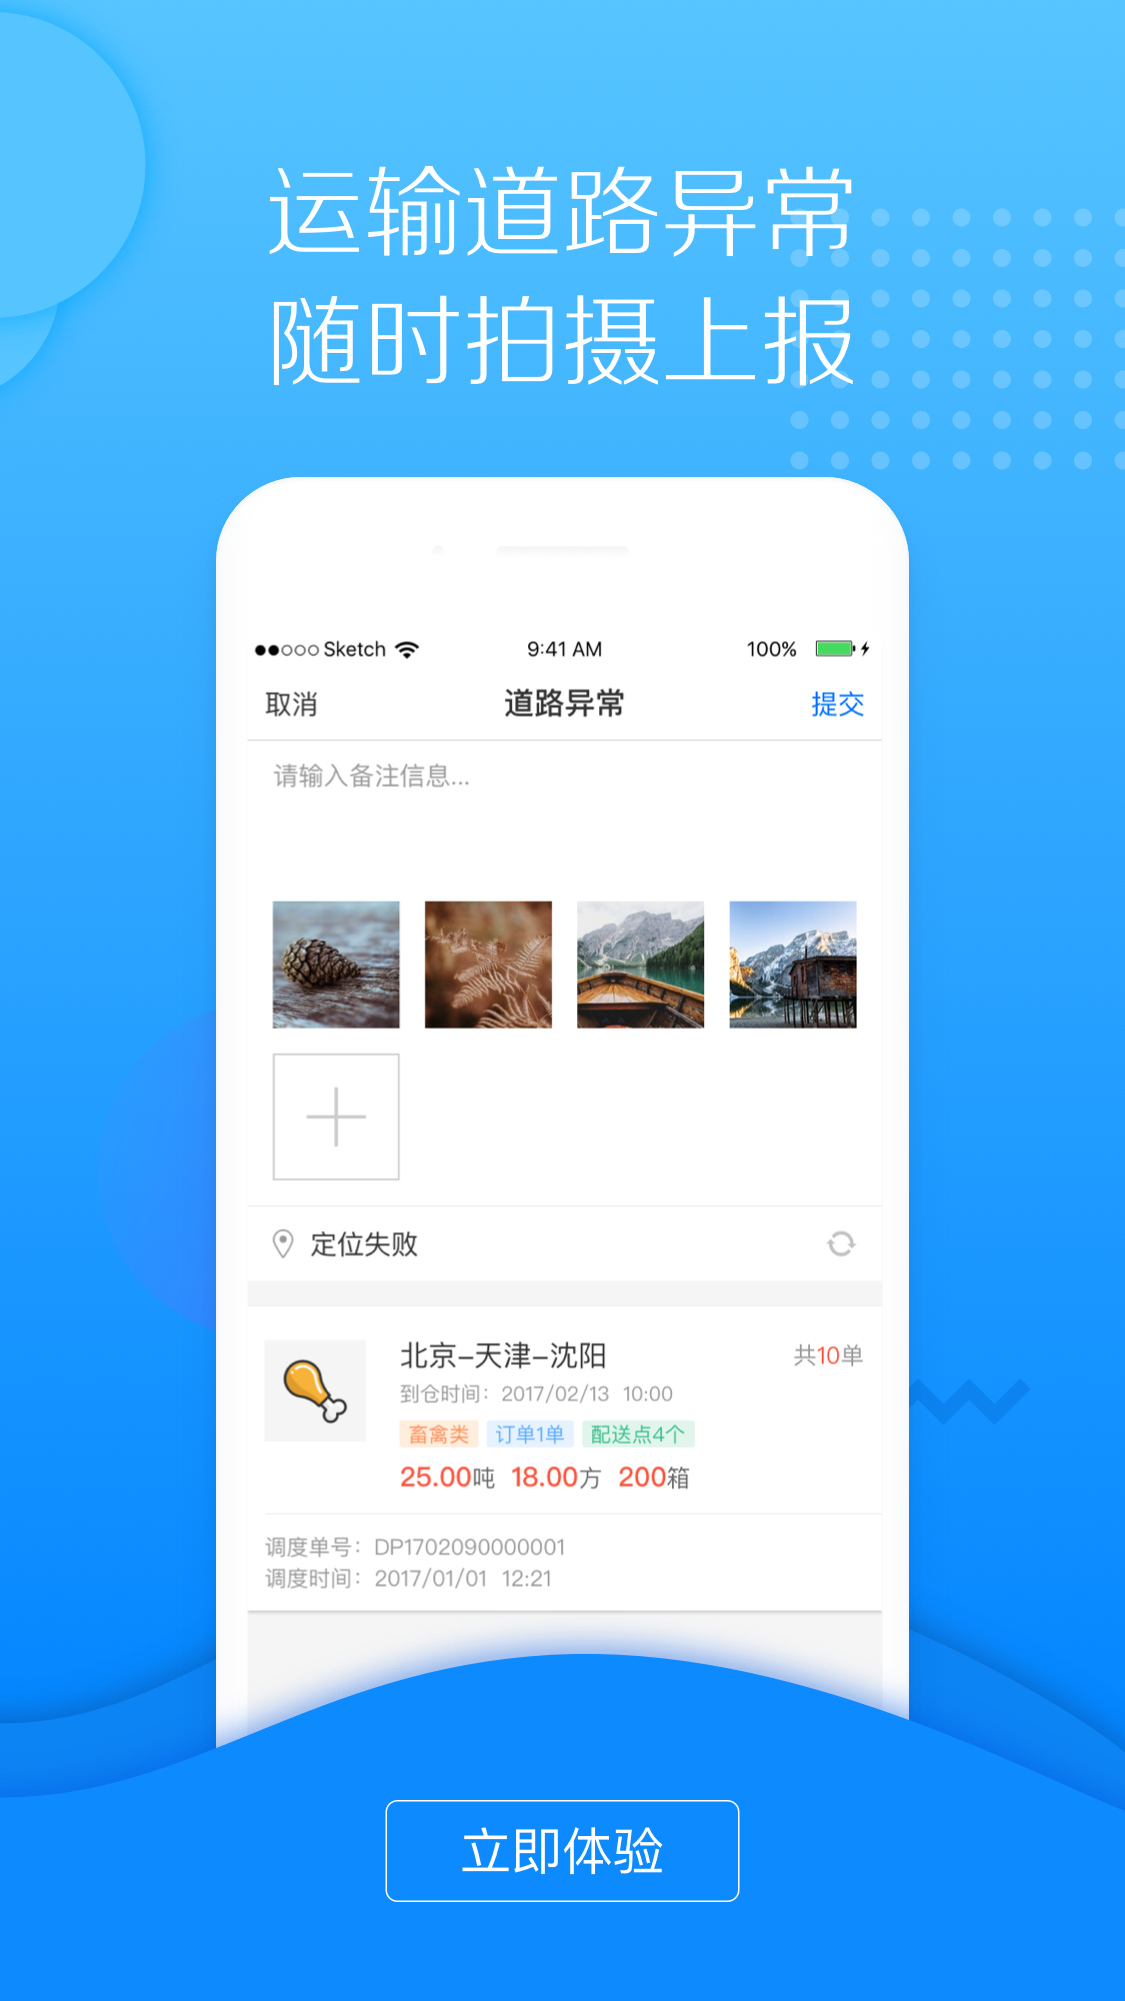 运输道路异常
随时拍摄上报
Sketch 9:41 AM 100%
取消 道路异常 提交
请输入备注信息...
定位失败
北京-天津-沈阳 共10单
到仓时间：2017/02/13 10:00
畜禽类 订单1单 配送点4个
25.00吨 18.00方 200箱
调度单号：DP1702090000001
调度时间：2017/01/01 12:21
立即体验